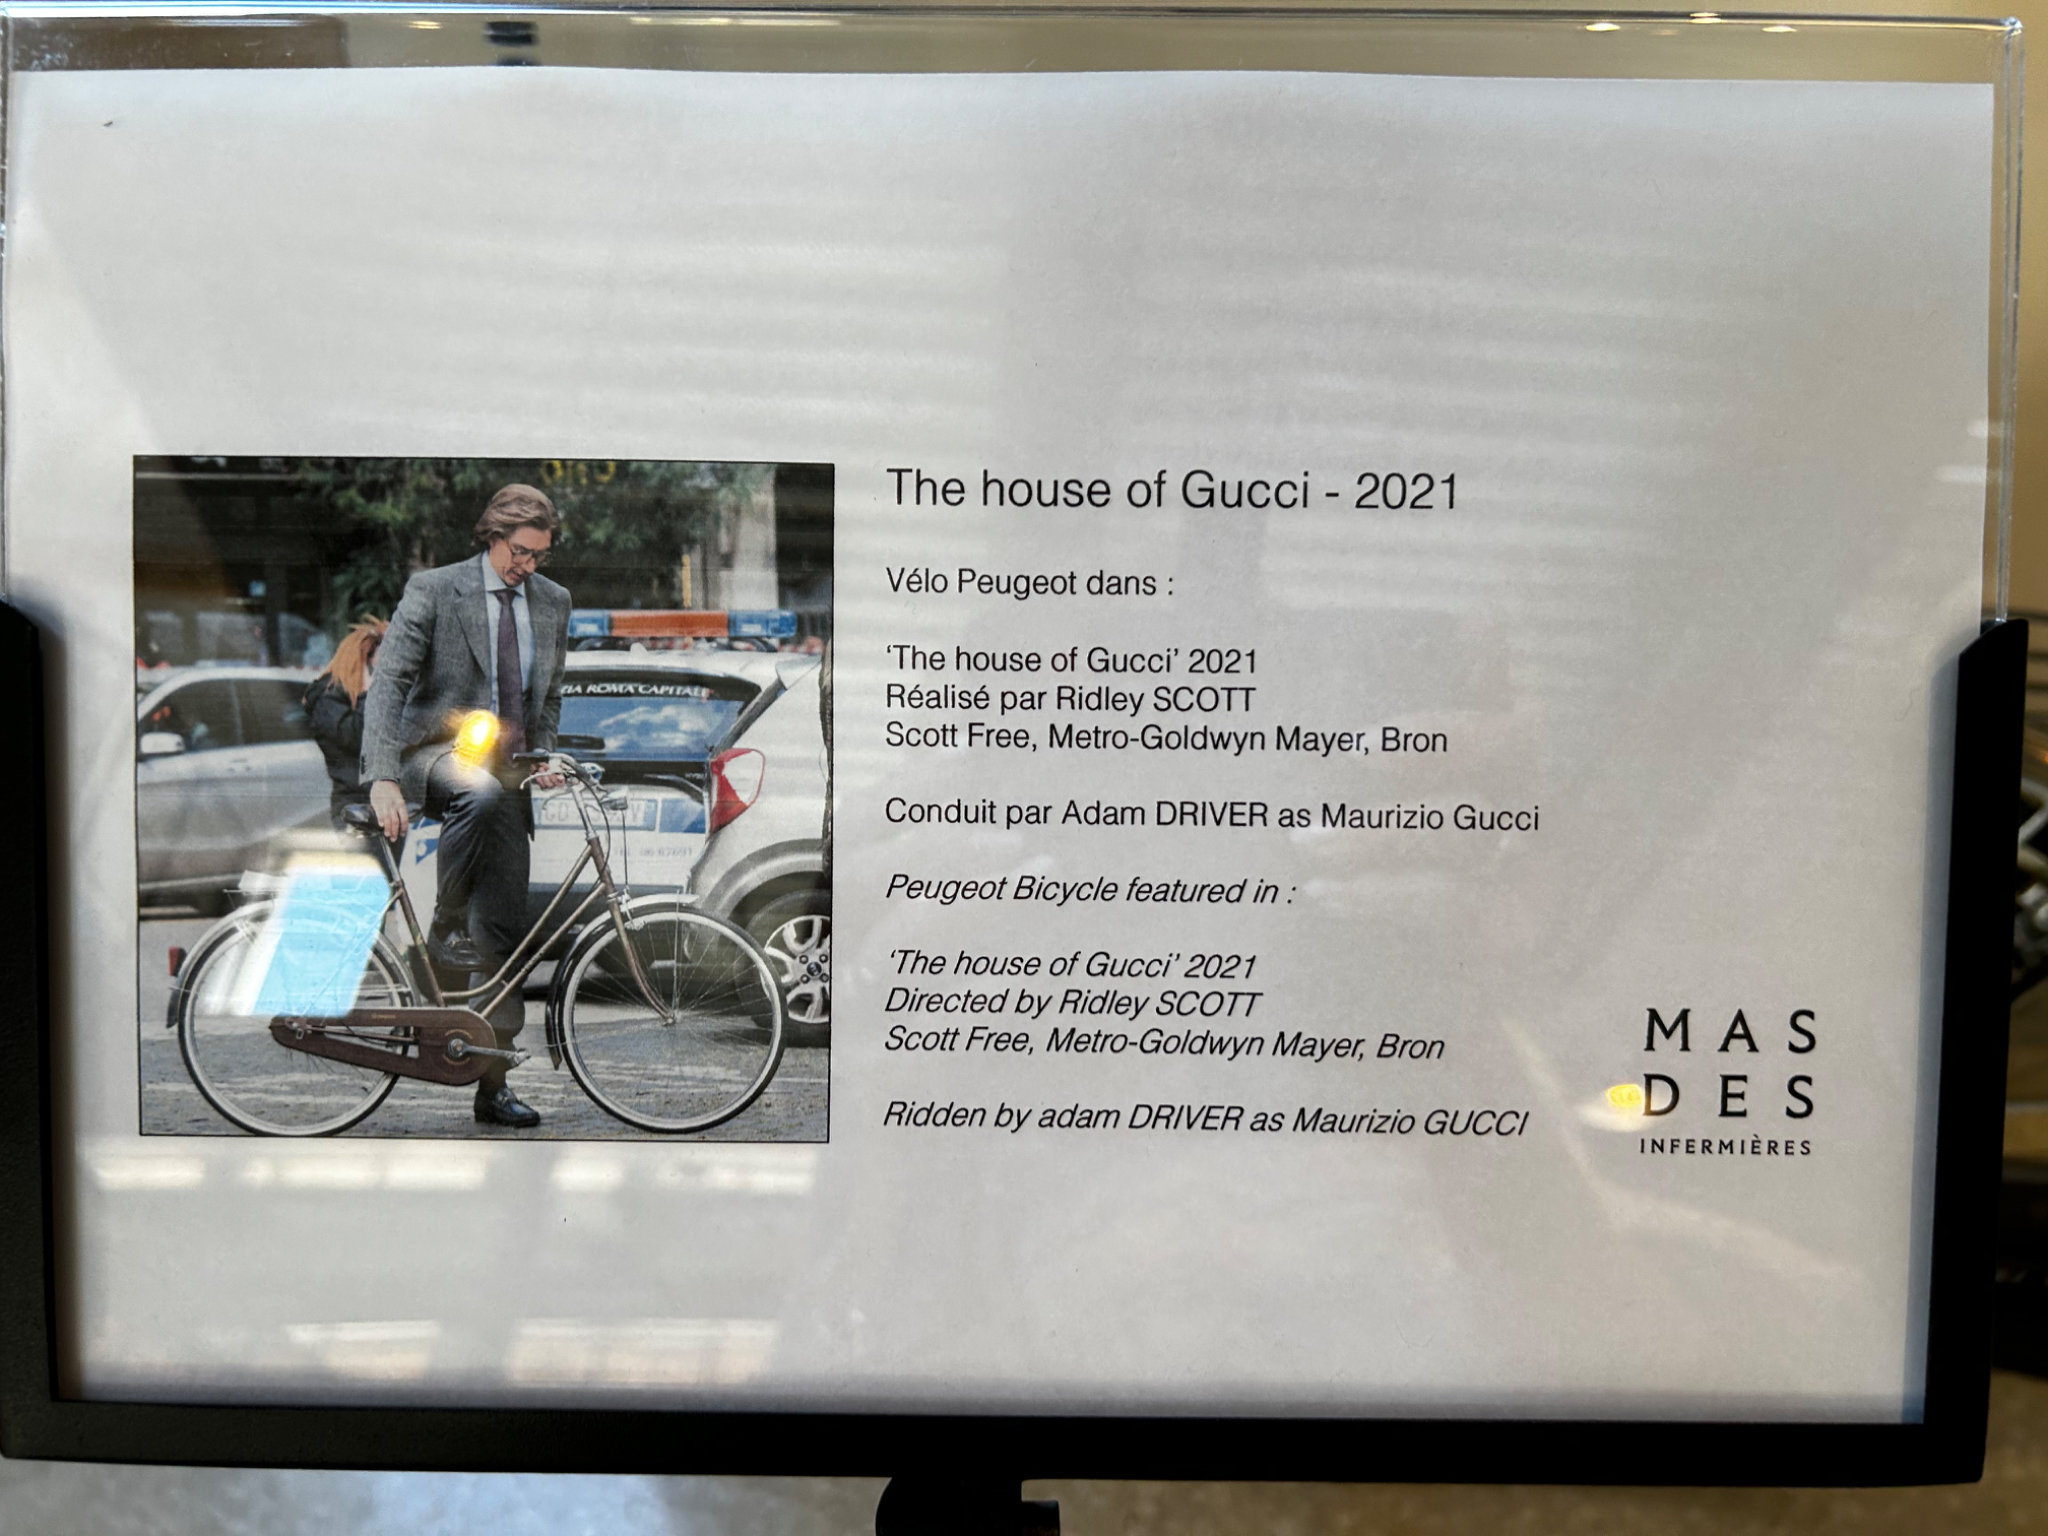 The house of Gucci - 2021
Vélo Peugeot dans :
‘The house of Gucci’ 2021
Réalisé par Ridley SCOTT
Scott Free, Metro-Goldwyn Mayer, Bron
Conduit par Adam DRIVER as Maurizio Gucci
Peugeot Bicycle featured in :
‘The house of Gucci’ 2021
Directed by Ridley SCOTT
Scott Free, Metro-Goldwyn Mayer, Bron
Ridden by adam DRIVER as Maurizio GUCCI
MAS
DES
INFERMIÈRES
ROMA CAPITALE